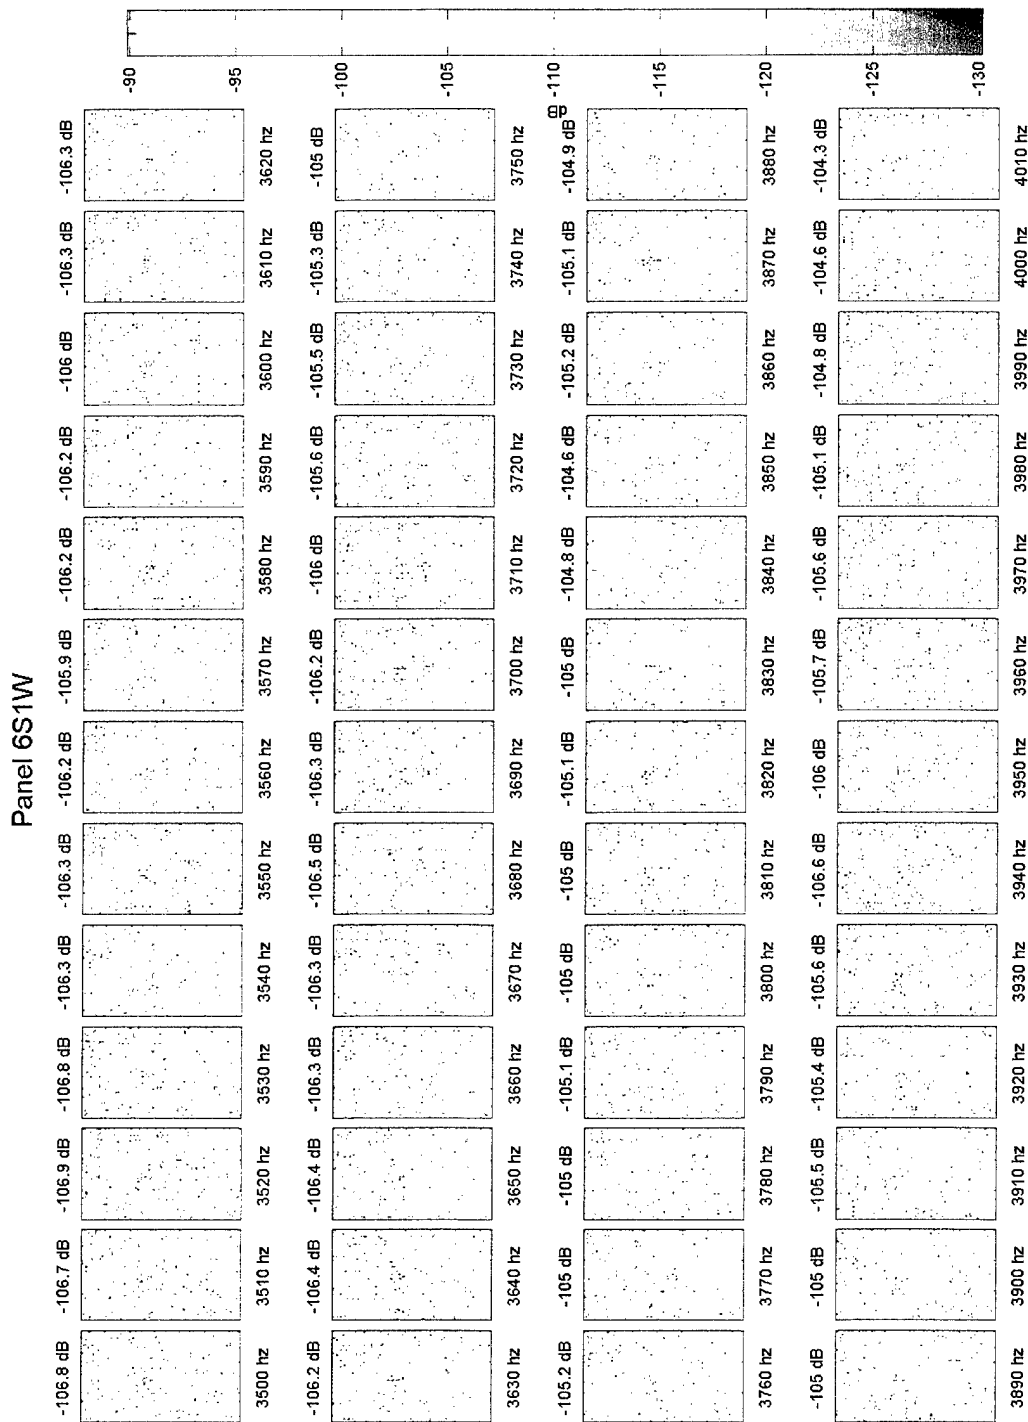 Panel 6S1W
-106.8 dB -106.7 dB -106.9 dB -106.8 dB -106.3 dB -106.3 dB -106.2 dB -105.9 dB -106.2 dB -106.2 dB -106 dB -106.3 dB -106.3 dB
3500 hz 3510 hz 3520 hz 3530 hz 3540 hz 3550 hz 3560 hz 3570 hz 3580 hz 3590 hz 3600 hz 3610 hz 3620 hz
-106.2 dB -106.4 dB -106.4 dB -106.3 dB -106.3 dB -106.5 dB -106.3 dB -106.2 dB -106 dB -105.6 dB -105.5 dB -105.3 dB -105 dB
3630 hz 3640 hz 3650 hz 3660 hz 3670 hz 3680 hz 3690 hz 3700 hz 3710 hz 3720 hz 3730 hz 3740 hz 3750 hz
-105.2 dB -105 dB -105 dB -105.1 dB -105 dB -105 dB -105.1 dB -105 dB -104.8 dB -104.6 dB -105.2 dB -105.1 dB -104.9 dB
3760 hz 3770 hz 3780 hz 3790 hz 3800 hz 3810 hz 3820 hz 3830 hz 3840 hz 3850 hz 3860 hz 3870 hz 3880 hz
-105 dB -105 dB -105.5 dB -105.4 dB -105.6 dB -106.6 dB -106 dB -105.7 dB -105.6 dB -105.1 dB -104.8 dB -104.6 dB -104.3 dB
3890 hz 3900 hz 3910 hz 3920 hz 3930 hz 3940 hz 3950 hz 3960 hz 3970 hz 3980 hz 3990 hz 4000 hz 4010 hz
-90
-95
-100
-105
-110
-115
-120
-125
-130
dB